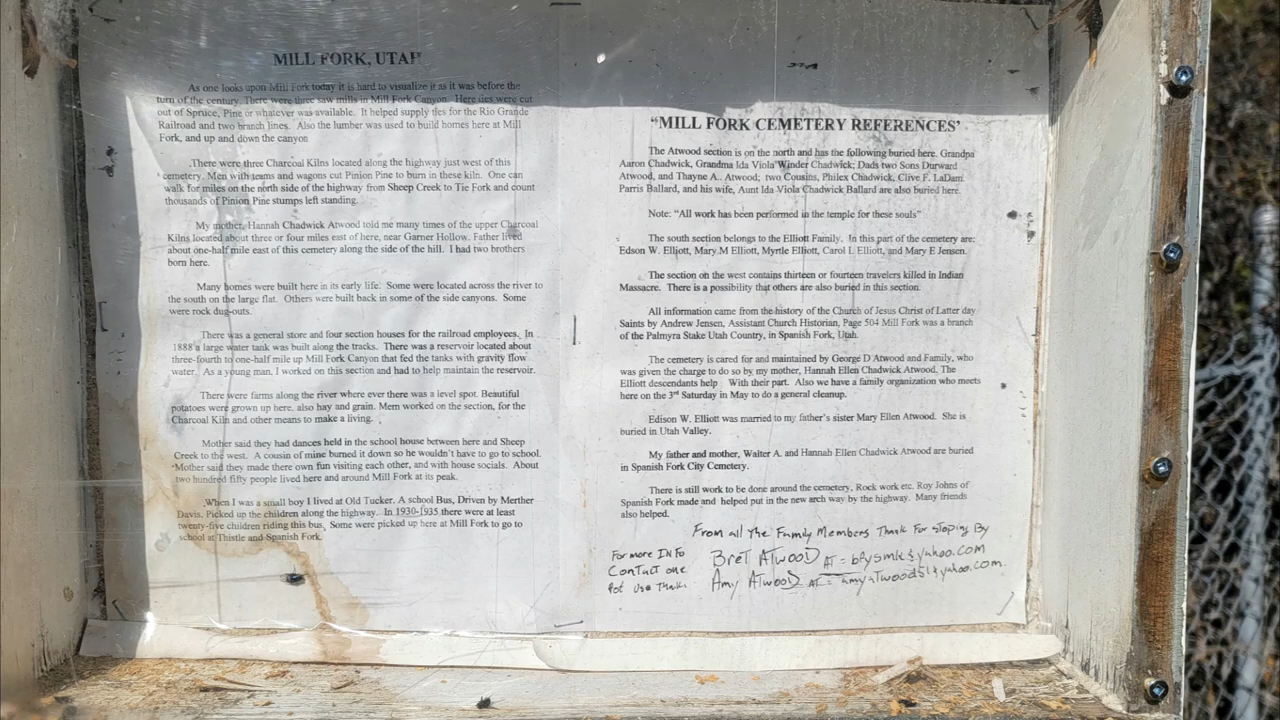 MILL FORK, UTAH
As one looks upon Mill Fork today it is hard to visualize it as it was before the
turn of the century. There were three saw mills in Mill Fork Canyon. Here ties were cut
out of Spruce, Pine or whatever was available. It helped supply ties for the Rio Grande
Railroad and two branch lines. Also the lumber was used to build homes here at Mill
Fork, and up and down the canyon
There were three Charcoal Kilns located along the highway just west of this
cemetery. Men with teams and wagons cut Pinion Pine to burn in these kiln. One can
walk for miles on the north side of the highway from Sheep Creek to Tie Fork and count
thousands of Pinion Pine stumps left standing.
My mother, Hannah Chadwick Atwood told me many times of the upper Charcoal
Kilns located about three or four miles east of here, near Garner Hollow. Father lived
about one-half mile east of this cemetery along the side of the hill. I had two brothers
born here.
Many homes were built here in its early life. Some were located across the river to
the south on the large flat. Others were built back in some of the side canyons. Some
were rock dug-outs.
There was a general store and four section houses for the railroad employees. In
1888 a large water tank was built along the tracks. There was a reservoir located about
three-fourth to one-half mile up Mill Fork Canyon that fed the tanks with gravity flow
water. As a young man, I worked on this section and had to help maintain the reservoir.
There were farms along the river where ever there was a level spot. Beautiful
potatoes were grown up here, also hay and grain. Mem worked on the section, for the
Charcoal Kiln and other means to make a living.
Mother said they had dances held in the school house between here and Sheep
Creek to the west. A cousin of mine burned it down so he wouldn't have to go to school.
Mother said they made there own fun visiting each other, and with house socials. About
two hundred fifty people lived here and around Mill Fork at its peak.
When I was a small boy I lived at Old Tucker. A school Bus, Driven by Merther
Davis, Picked up the children along the highway. In 1930-1935 there were at least
twenty-five children riding this bus. Some were picked up here at Mill Fork to go to
school at Thistle and Spanish Fork.
"MILL FORK CEMETERY REFERENCES'
The Atwood section is on the north and has the following buried here. Grandpa
Aaron Chadwick, Grandma Ida Viola Winder Chadwick; Dads two Sons Durward
Atwood, and Thayne A.. Atwood; two Cousins, Philex Chadwick, Clive F. LaDam.
Parris Ballard, and his wife, Aunt Ida Viola Chadwick Ballard are also buried here.
Note: "All work has been performed in the temple for these souls"
The south section belongs to the Elliott Family. In this part of the cemetery are:
Edson W. Elliott, Mary M Elliott, Myrtle Elliott, Carol L Elliott, and Mary E Jensen.
The section on the west contains thirteen or fourteen travelers killed in Indian
Massacre. There is a possibility that others are also buried in this section.
All information came from the history of the Church of Jesus Christ of Latter day
Saints by Andrew Jensen, Assistant Church Historian, Page 504 Mill Fork was a branch
of the Palmyra Stake Utah Country, in Spanish Fork, Utah.
The cemetery is cared for and maintained by George D Atwood and Family, who
was given the charge to do so by my mother, Hannah Ellen Chadwick Atwood. The
Elliott descendants help With their part. Also we have a family organization who meets
here on the 3rd Saturday in May to do a general cleanup.
Edison W. Elliott was married to my father's sister Mary Ellen Atwood. She is
buried in Utah Valley.
My father and mother, Walter A. and Hannah Ellen Chadwick Atwood are buried
in Spanish Fork City Cemetery.
There is still work to be done around the cemetery, Rock work etc. Roy Johns of
Spanish Fork made and helped put in the new arch way by the highway. Many friends
also helped.
From all the Family Members Thank For stoping By
For more INFo Bret Atwood AT = yahoo.com
Contact one Amy Atwood AT = yahoo.com